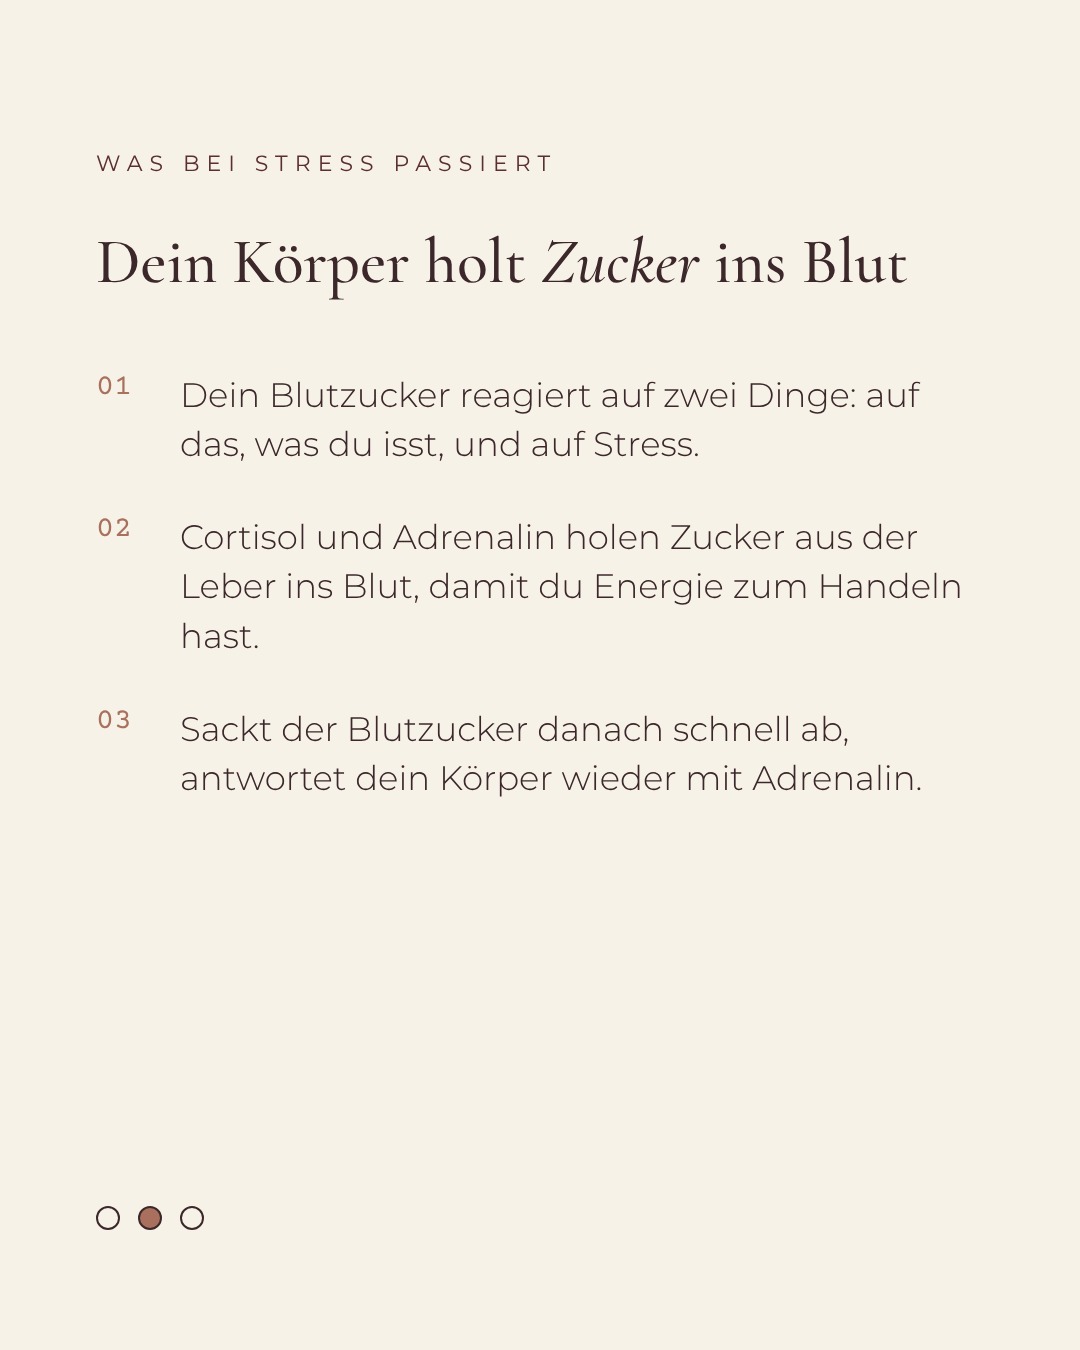 WAS BEI STRESS PASSIERT
Dein Körper holt Zucker ins Blut
01 Dein Blutzucker reagiert auf zwei Dinge: auf
das, was du isst, und auf Stress.
02 Cortisol und Adrenalin holen Zucker aus der
Leber ins Blut, damit du Energie zum Handeln
hast.
03 Sackt der Blutzucker danach schnell ab,
antwortet dein Körper wieder mit Adrenalin.